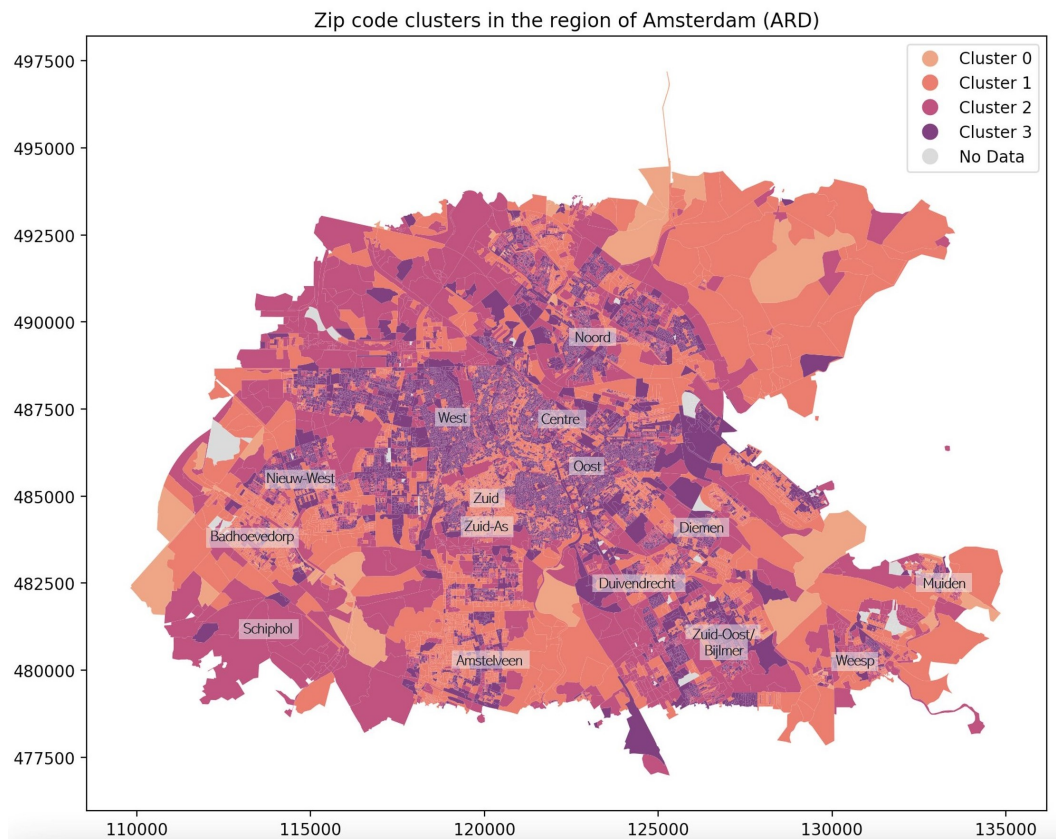 Zip code clusters in the region of Amsterdam (ARD)
Cluster 0
Cluster 1
Cluster 2
Cluster 3
No Data
497500
495000
492500
490000
487500
485000
482500
480000
477500
Noord
West
Centre
Oost
Nieuw-West
Zuid
Zuid-As
Diemen
Badhoevedorp
Duivendrecht
Muiden
Schiphol
Zuid-Oost/
Bijlmer
Amstelveen
Weesp
110000
115000
120000
125000
130000
135000